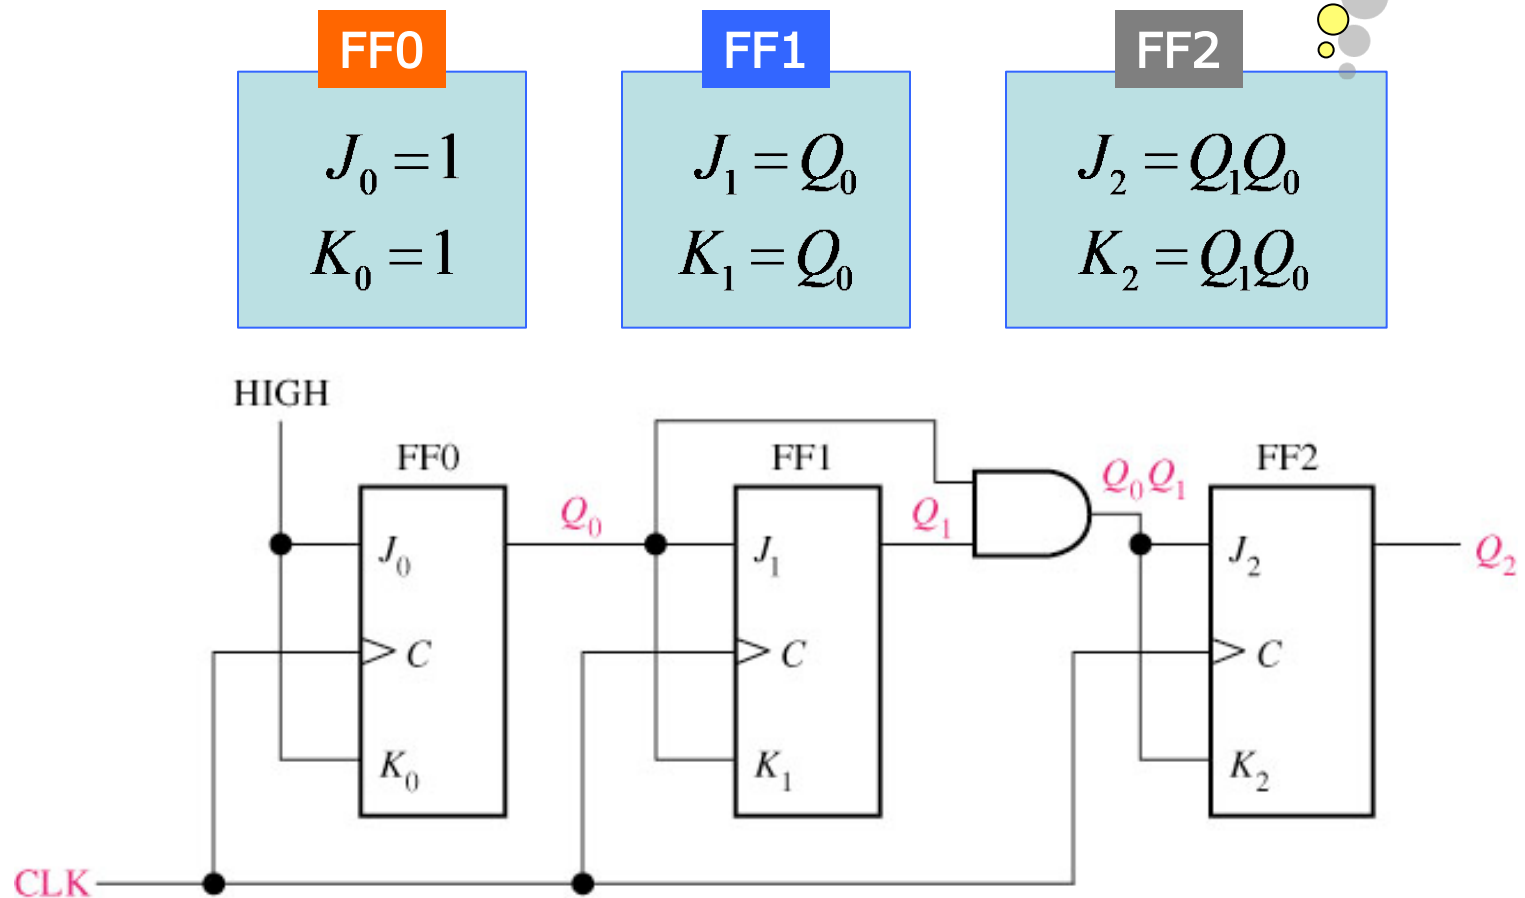 FF0 FF1 FF2
J₀ = 1 J₁ = Q₀ J₂ = Q₁Q₀
K₀ = 1 K₁ = Q₀ K₂ = Q₁Q₀
HIGH
FF0 FF1 FF2
Q₀ Q₁ Q₀Q₁
J₀ J₁ J₂ Q₂
C C C
K₀ K₁ K₂
CLK